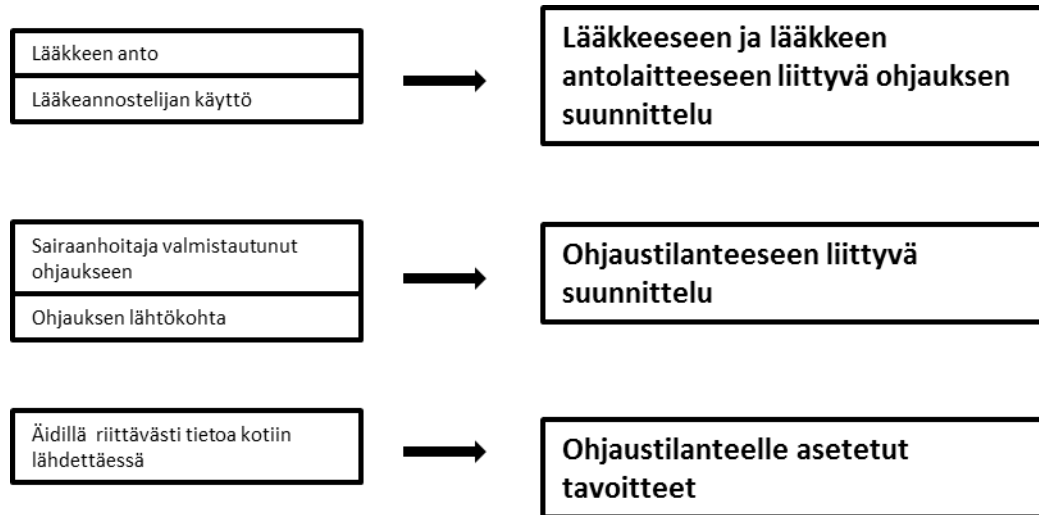 Lääkkeen anto
Lääkeannostelijan käyttö
Lääkkeeseen ja lääkkeen
antolaitteeseen liittyvä ohjauksen
suunnittelu
Sairaanhoitaja valmistautunut
ohjaukseen
Ohjauksen lähtökohta
Ohjaustilanteeseen liittyvä
suunnittelu
Äidillä riittävästi tietoa kotiin
lähdettäessä
Ohjaustilanteelle asetetut
tavoitteet